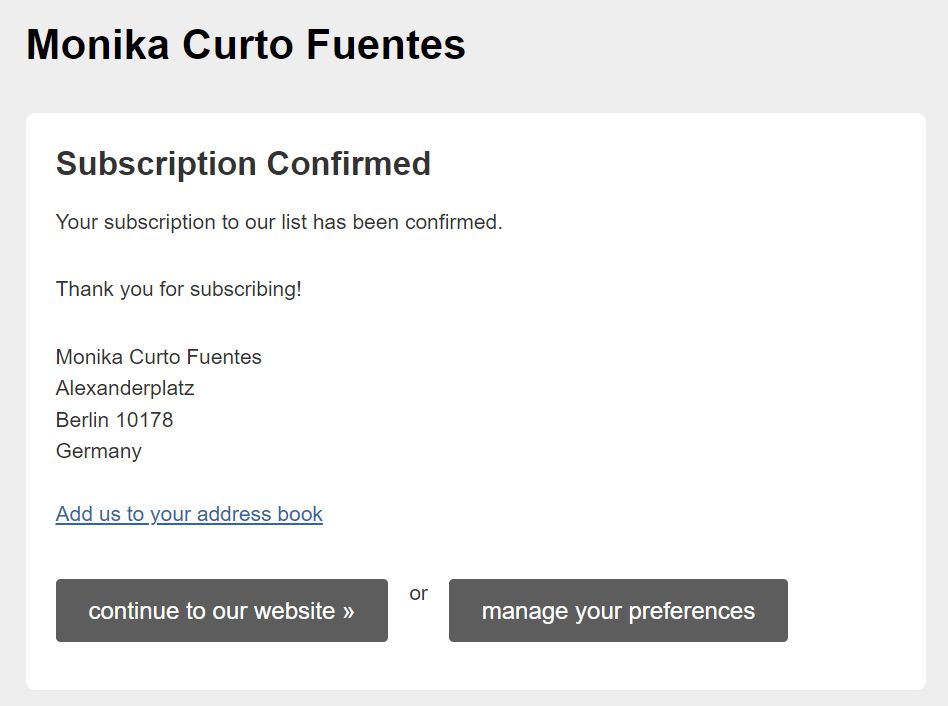 Monika Curto Fuentes
Subscription Confirmed
Your subscription to our list has been confirmed.
Thank you for subscribing!
Monika Curto Fuentes
Alexanderplatz
Berlin 10178
Germany
Add us to your address book
continue to our website » or manage your preferences